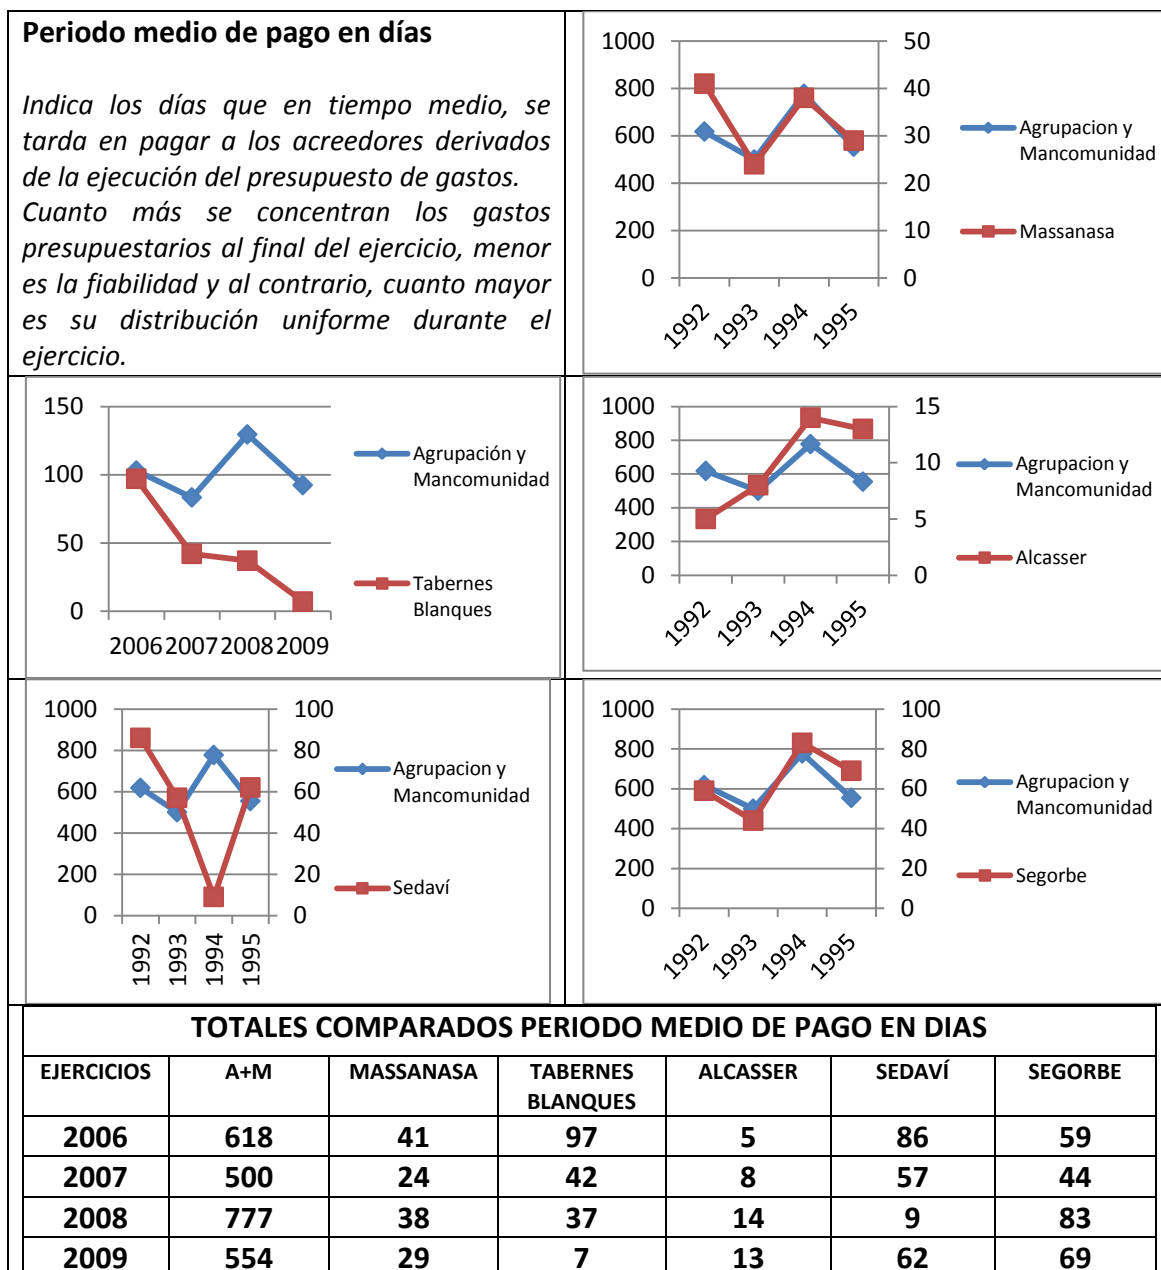 Periodo medio de pago en días
Indica los días que en tiempo medio, se
tarda en pagar a los acreedores derivados
de la ejecución del presupuesto de gastos.
Cuanto más se concentran los gastos
presupuestarios al final del ejercicio, menor
es la fiabilidad y al contrario, cuanto mayor
es su distribución uniforme durante el
ejercicio.
1000 50
800 40
600 30
400 20
200 10
0 0
1992 1993 1994 1995
Agrupacion y
Mancomunidad
Massanasa
150
100
50
0
2006 2007 2008 2009
Agrupación y
Mancomunidad
Tabernes
Blanques
1000 15
800
600 10
400 5
200
0 0
1992 1993 1994 1995
Agrupacion y
Mancomunidad
Alcasser
1000 100
800 80
600 60
400 40
200 20
0 0
1992 1993 1994 1995
Agrupacion y
Mancomunidad
Sedaví
1000 100
800 80
600 60
400 40
200 20
0 0
1992 1993 1994 1995
Agrupacion y
Mancomunidad
Segorbe
TOTALES COMPARADOS PERIODO MEDIO DE PAGO EN DIAS
EJERCICIOS A+M MASSANASA TABERNES BLANQUES ALCASSER SEDAVÍ SEGORBE
2006 618 41 97 5 86 59
2007 500 24 42 8 57 44
2008 777 38 37 14 9 83
2009 554 29 7 13 62 69